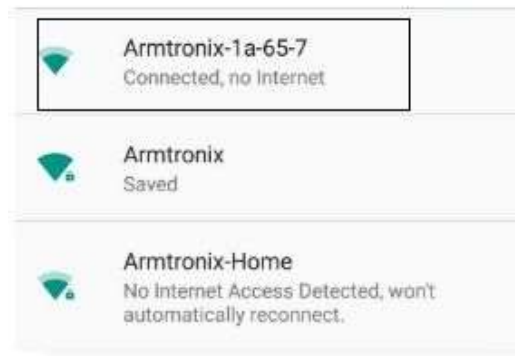 Armtronix-1a-65-7
Connected, no Internet
Armtronix
Saved
Armtronix-Home
No Internet Access Detected, won't
automatically reconnect.